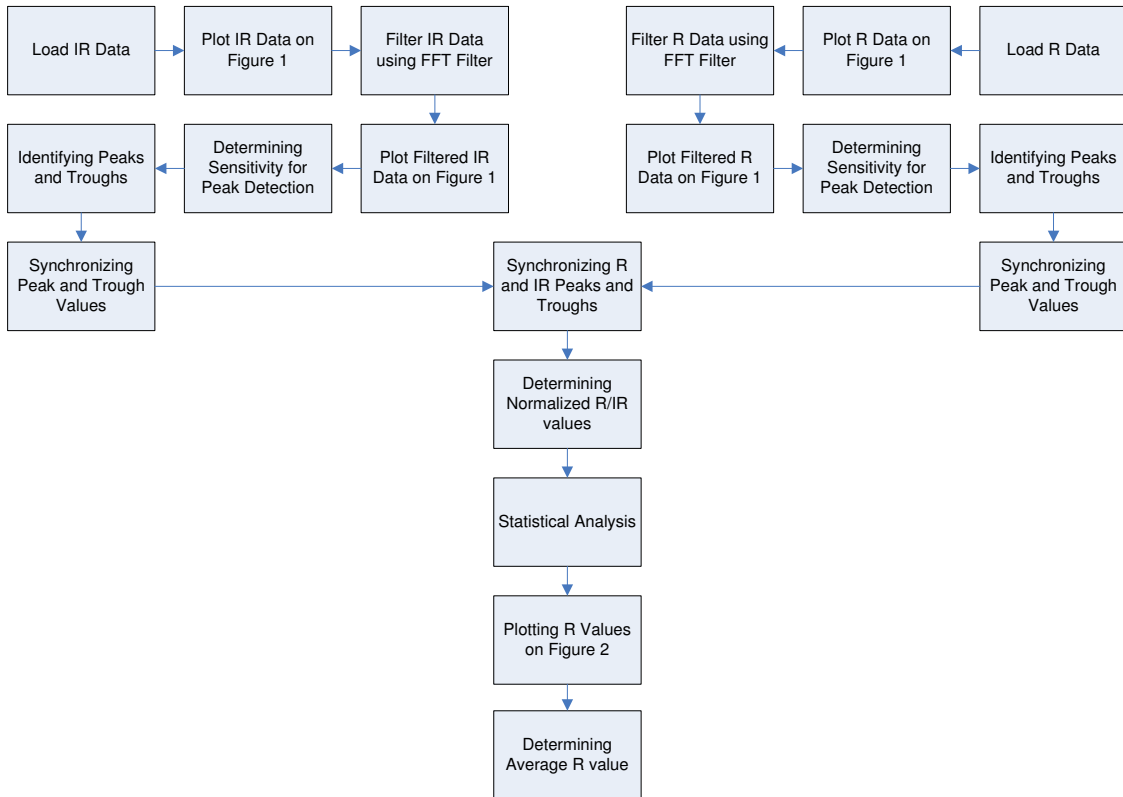 Load IR Data
Plot IR Data on
Figure 1
Filter IR Data
using FFT Filter
Filter R Data using
FFT Filter
Plot R Data on
Figure 1
Load R Data
Identifying Peaks
and Troughs
Determining
Sensitivity for
Peak Detection
Plot Filtered IR
Data on Figure 1
Plot Filtered R
Data on Figure 1
Determining
Sensitivity for
Peak Detection
Identifying Peaks
and Troughs
Synchronizing
Peak and Trough
Values
Synchronizing R
and IR Peaks and
Troughs
Synchronizing
Peak and Trough
Values
Determining
Normalized R/IR
values
Statistical Analysis
Plotting R Values
on Figure 2
Determining
Average R value